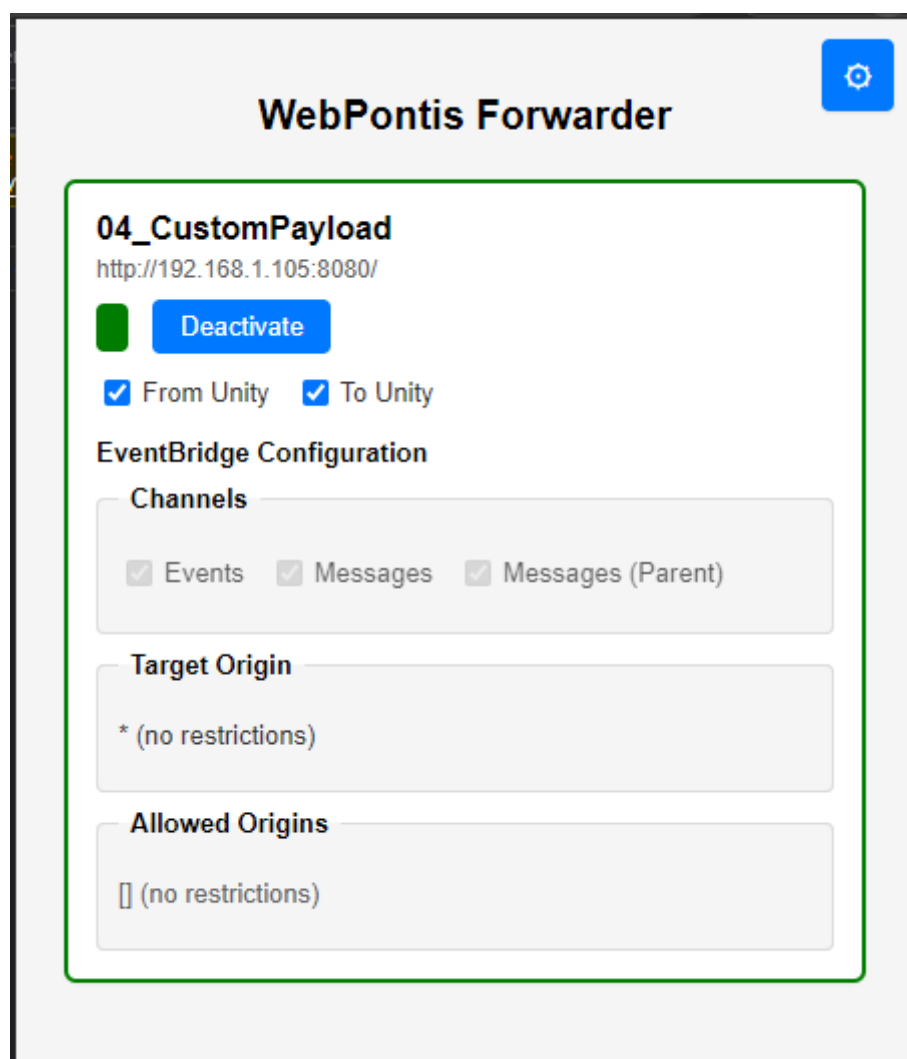 WebPontis Forwarder
04_CustomPayload
http://192.168.1.105:8080/
Deactivate
From Unity To Unity
EventBridge Configuration
Channels
Events Messages Messages (Parent)
Target Origin
* (no restrictions)
Allowed Origins
[] (no restrictions)